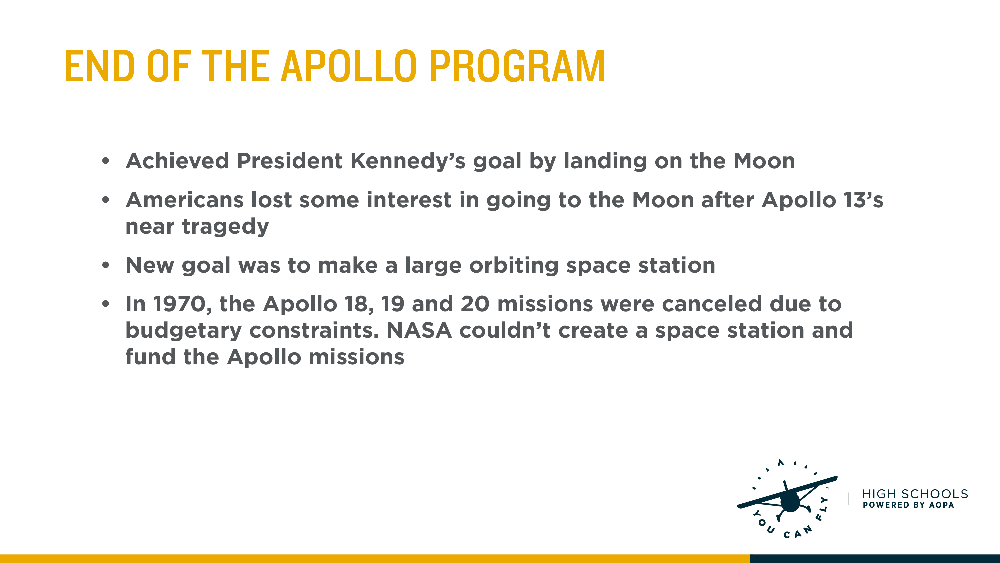 END OF THE APOLLO PROGRAM
• Achieved President Kennedy’s goal by landing on the Moon
• Americans lost some interest in going to the Moon after Apollo 13’s
near tragedy
• New goal was to make a large orbiting space station
• In 1970, the Apollo 18, 19 and 20 missions were canceled due to
budgetary constraints. NASA couldn’t create a space station and
fund the Apollo missions
YOU CAN FLY™
HIGH SCHOOLS
POWERED BY AOPA